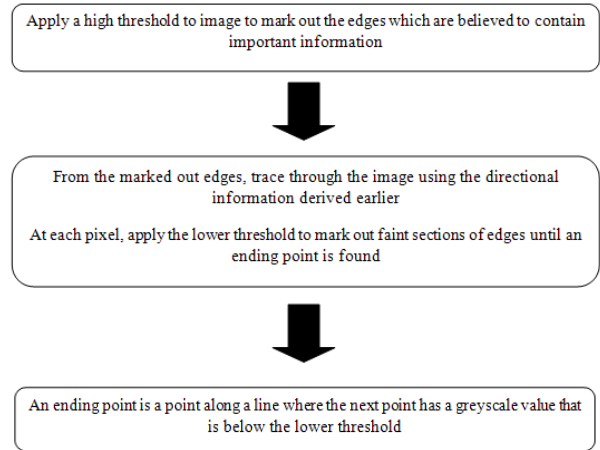 Apply a high threshold to image to mark out the edges which are believed to contain
important information
From the marked out edges, trace through the image using the directional
information derived earlier
At each pixel, apply the lower threshold to mark out faint sections of edges until an
ending point is found
An ending point is a point along a line where the next point has a greyscale value that
is below the lower threshold